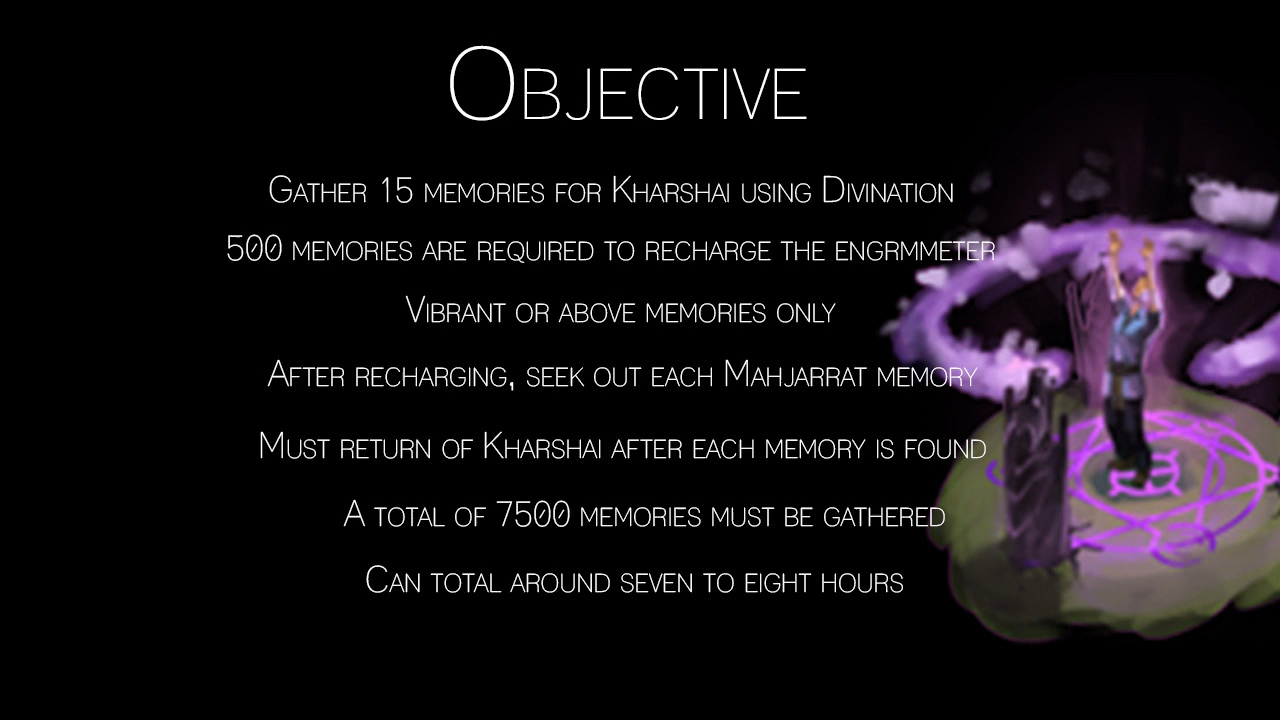 Objective
Gather 15 memories for Kharshai using Divination
500 memories are required to recharge the engrmmeter
Vibrant or above memories only
After recharging, seek out each Mahjarrat memory
Must return of Kharshai after each memory is found
A total of 7500 memories must be gathered
Can total around seven to eight hours